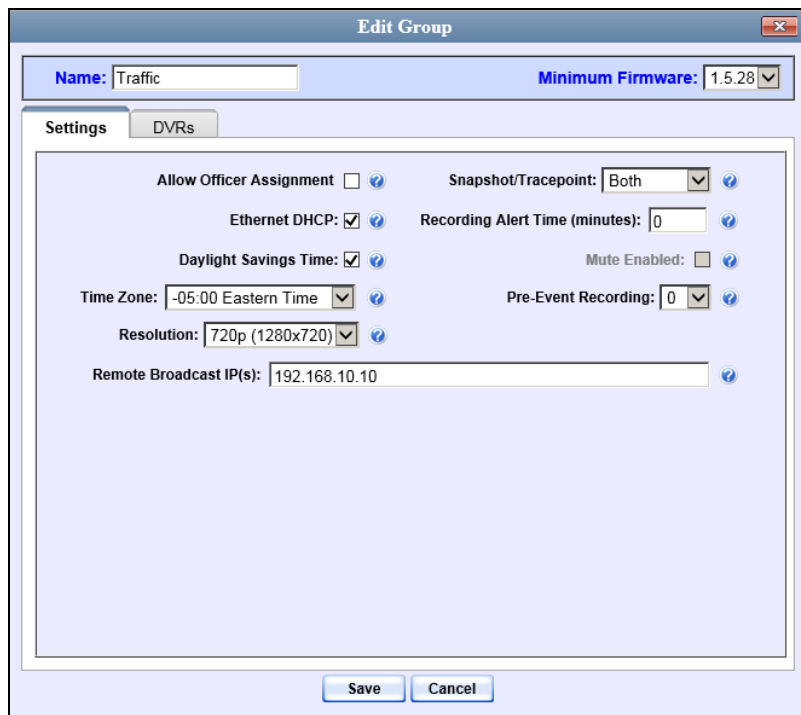 Edit Group
Name: Traffic Minimum Firmware: 1.5.28
Settings DVRs
Allow Officer Assignment Snapshot/Tracepoint: Both
Ethernet DHCP: Recording Alert Time (minutes): 0
Daylight Savings Time: Mute Enabled:
Time Zone: -05:00 Eastern Time Pre-Event Recording: 0
Resolution: 720p (1280x720)
Remote Broadcast IP(s): 192.168.10.10
Save Cancel